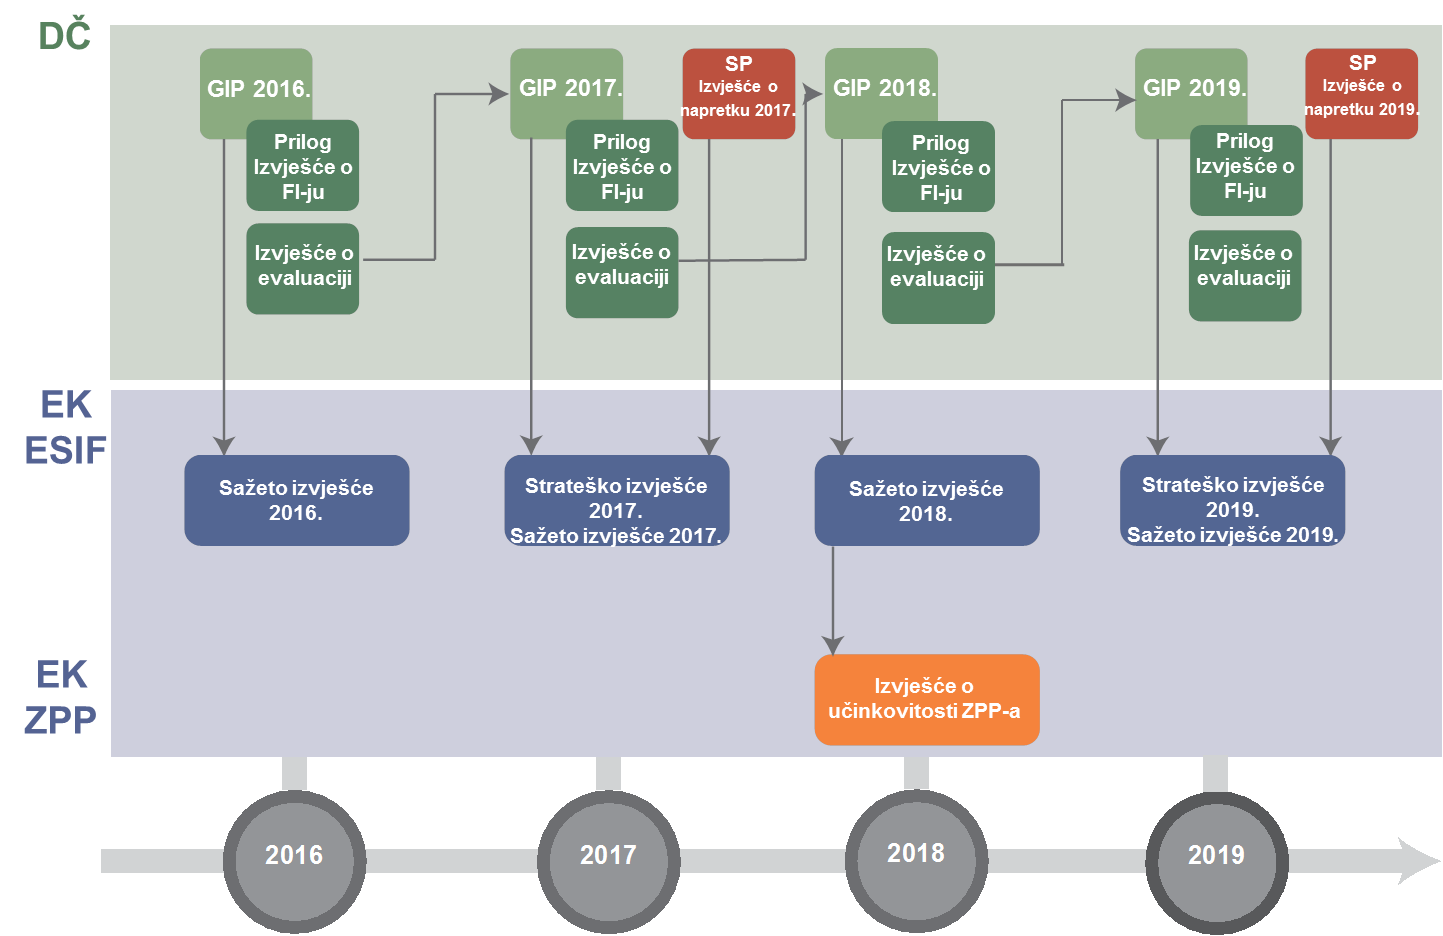 DČ
GIP 2016.
Prilog
Izvješće o
FI-ju
Izvješće o
evaluaciji
GIP 2017.
Prilog
Izvješće o
FI-ju
Izvješće o
evaluaciji
SP
Izvješće o
napretku 2017.
GIP 2018.
Prilog
Izvješće o
FI-ju
Izvješće o
evaluaciji
GIP 2019.
Prilog
Izvješće o
FI-ju
Izvješće o
evaluaciji
SP
Izvješće o
napretku 2019.
EK
ESIF
Sažeto izvješće
2016.
Strateško izvješće
2017.
Sažeto izvješće 2017.
Sažeto izvješće
2018.
Strateško izvješće
2019.
Sažeto izvješće 2019.
EK
ZPP
Izvješće o
učinkovitosti ZPP-a
2016
2017
2018
2019